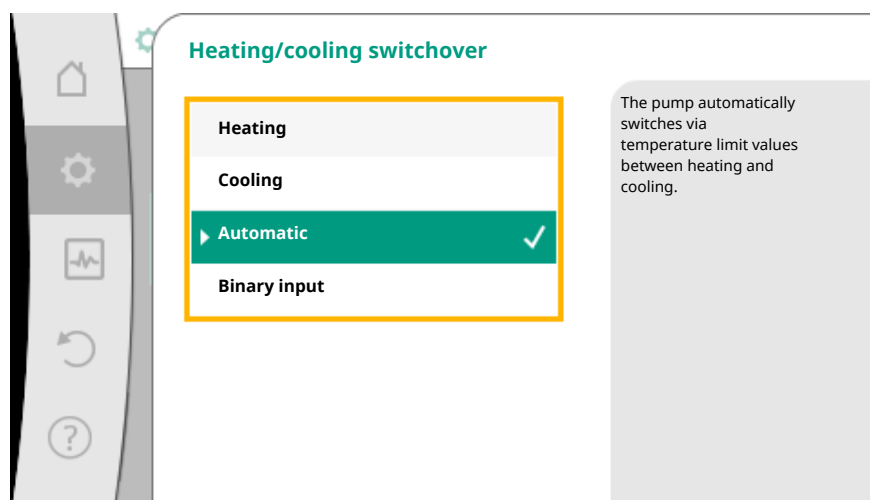 Heating/cooling switchover
Heating
Cooling
Automatic
Binary input
The pump automatically
switches via
temperature limit values
between heating and
cooling.
?